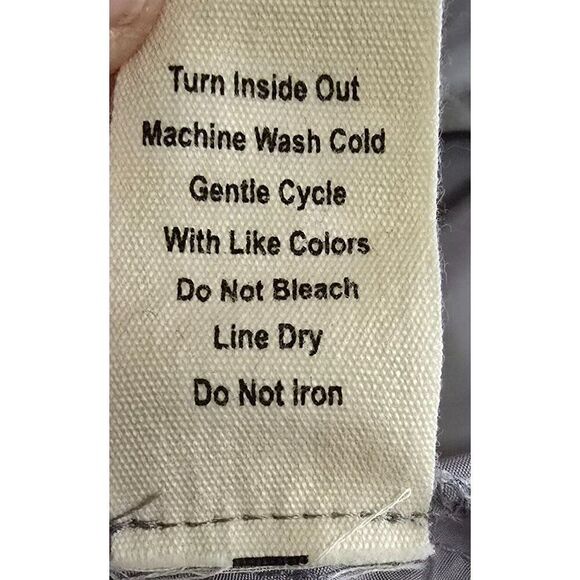 Turn Inside Out
Machine Wash Cold
Gentle Cycle
With Like Colors
Do Not Bleach
Line Dry
Do Not Iron